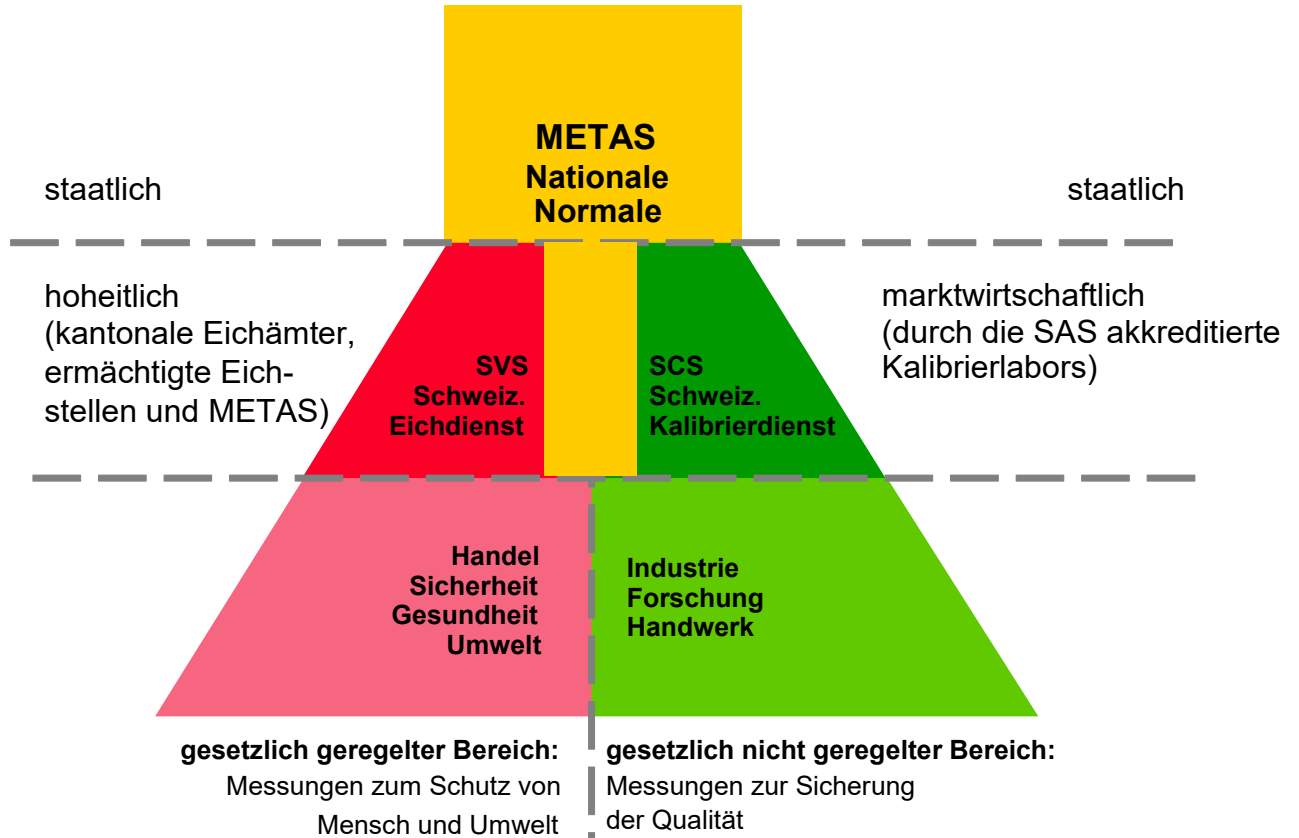 METAS
Nationale
Normale
staatlich
staatlich
hoheitlich
(kantonale Eichämter,
ermächtigte Eich-
stellen und METAS)
SVS
Schweiz.
Eichdienst
SCS
Schweiz.
Kalibrierdienst
marktwirtschaftlich
(durch die SAS akkreditierte
Kalibrierlabors)
Handel
Sicherheit
Gesundheit
Umwelt
Industrie
Forschung
Handwerk
gesetzlich geregelter Bereich:
Messungen zum Schutz von
Mensch und Umwelt
gesetzlich nicht geregelter Bereich:
Messungen zur Sicherung
der Qualität